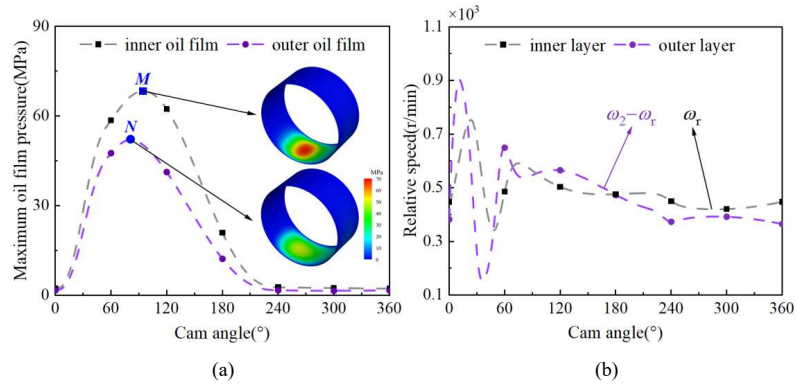 90
60
30
0
Maximum oil film pressure(MPa)
inner oil film
outer oil film
M
N
MPa
70
60
50
40
30
20
10
0
0 60 120 180 240 300 360
Cam angle(°)
(a)
×10³
0.9
0.7
0.5
0.3
0.1
Relative speed(r/min)
inner layer
outer layer
ω₂−ωᵣ
ωᵣ
0 60 120 180 240 300 360
Cam angle(°)
(b)